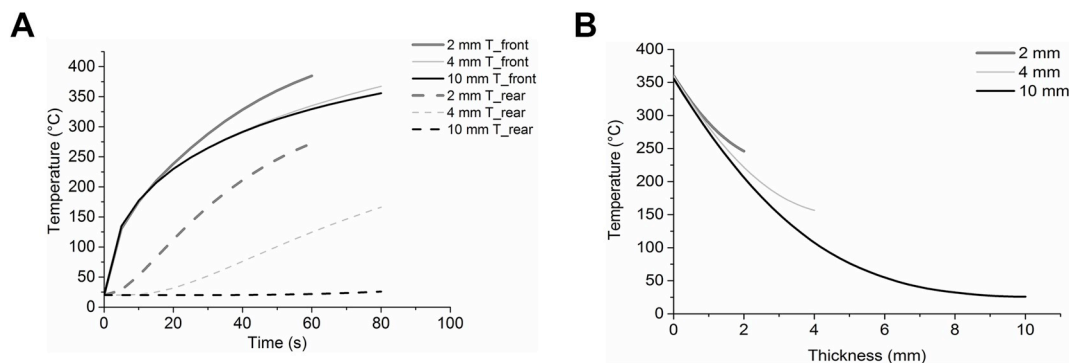 A
B
2 mm T_front
4 mm T_front
10 mm T_front
2 mm T_rear
4 mm T_rear
10 mm T_rear
Temperature (°C)
400
350
300
250
200
150
100
50
0
0 20 40 60 80 100
Time (s)
2 mm
4 mm
10 mm
Temperature (°C)
400
350
300
250
200
150
100
50
0
0 2 4 6 8 10
Thickness (mm)